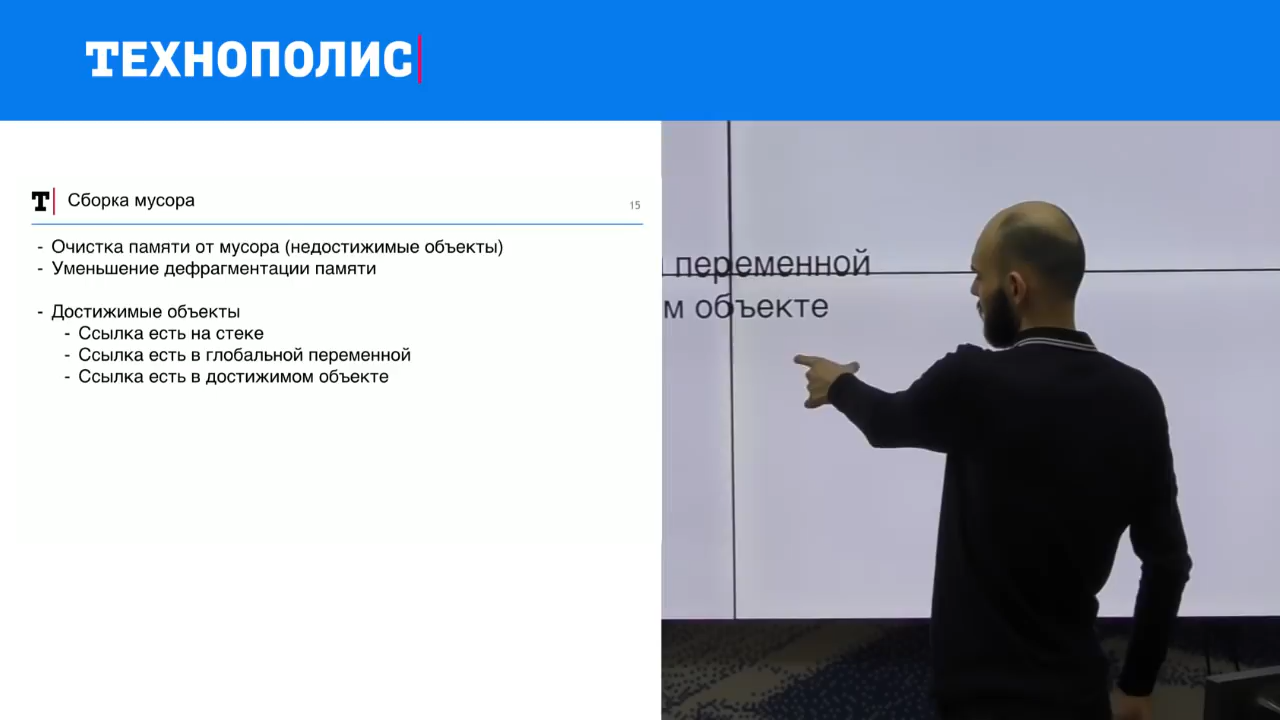 ТЕХНОПОЛИС
Т Сборка мусора
15
- Очистка памяти от мусора (недостижимые объекты)
- Уменьшение дефрагментации памяти
- Достижимые объекты
- Ссылка есть на стеке
- Ссылка есть в глобальной переменной
- Ссылка есть в достижимом объекте
переменной
м объекте